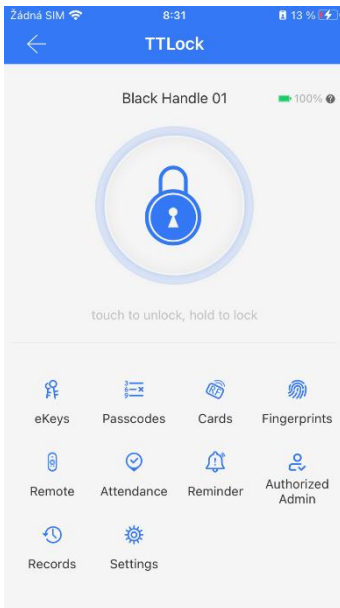 Žádná SIM 8:31 13 %
TTLock
Black Handle 01 100%
touch to unlock, hold to lock
eKeys Passcodes Cards Fingerprints
Remote Attendance Reminder Authorized
Admin
Records Settings